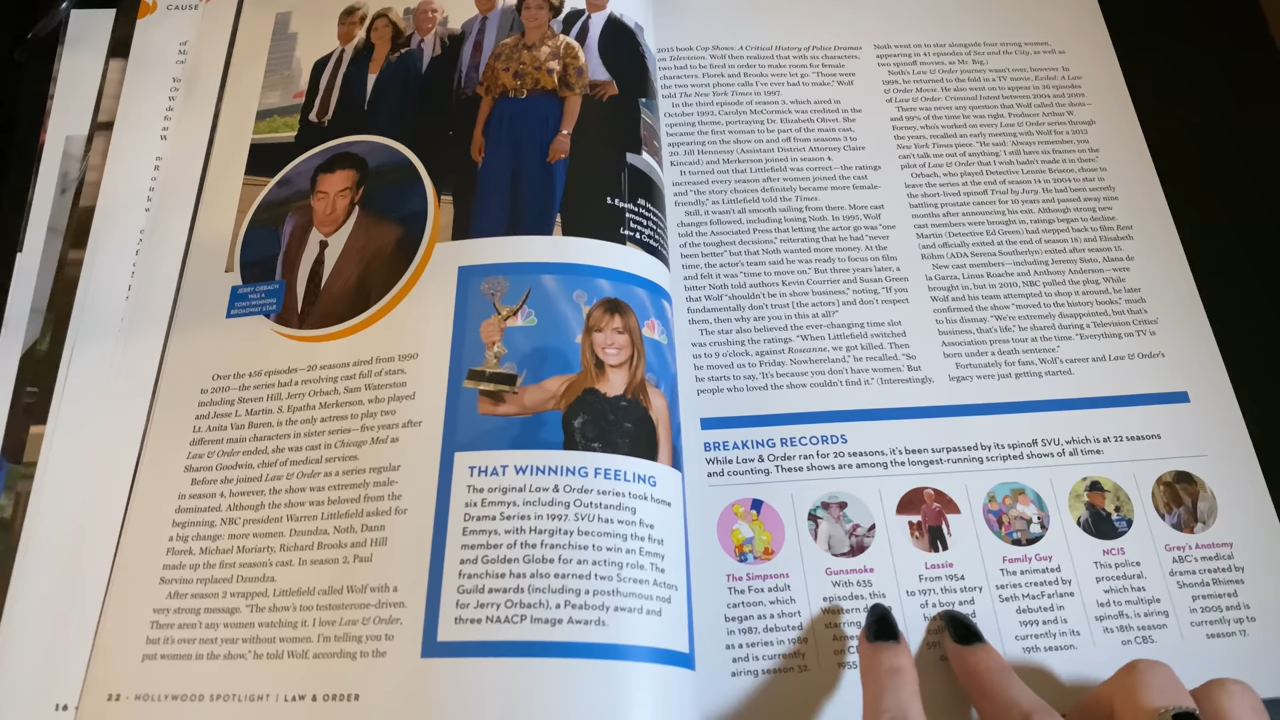 CAUSE
of
cal
Yo
W
de
fo
an
W
16
JERRY ORBACH
WAS A
TONY-WINNING
BROADWAY STAR
S. Epatha
Law & Order
Over the 456 episodes—20 seasons aired from 1990
to 2010—the series had a revolving cast full of stars,
including Steven Hill, Jerry Orbach, Sam Waterston
and Jesse L. Martin. S. Epatha Merkerson, who played
Lt. Anita Van Buren, is the only actress to play two
different main characters in sister series—five years after
Law & Order ended, she was cast in Chicago Med as
Sharon Goodwin, chief of medical services.
Before she joined Law & Order as a series regular
in season 4, however, the show was extremely male-
dominated. Although the show was beloved from the
beginning, NBC president Warren Littlefield asked for
a big change: more women. Dzundza, Noth, Dann
Florek, Michael Moriarty, Richard Brooks and Hill
made up the first season's cast. In season 2, Paul
Sorvino replaced Dzundza.
After season 2 wrapped, Littlefield called Wolf with a
very strong message. "The show's too testosterone-driven.
There aren't any women watching it. I love Law & Order,
but it's over next year without women. I'm telling you to
put women in the show," he told Wolf, according to the
22 · HOLLYWOOD SPOTLIGHT | LAW & ORDER
THAT WINNING FEELING
The original Law & Order series took home
six Emmys, including Outstanding
Drama Series in 1997. SVU has won five
Emmys, with Hargitay becoming the first
member of the franchise to win an Emmy
and Golden Globe for an acting role. The
franchise has also earned two Screen Actors
Guild awards (including a posthumous nod
for Jerry Orbach), a Peabody award and
three NAACP Image Awards.
2015 book Cop Shows: A Critical History of Police Dramas
on Television. Wolf then realized that with six characters,
two had to be fired in order to make room for female
characters. Florek and Brooks were let go. "Those were
the two worst phone calls I've ever had to make," Wolf
told The New York Times in 1997.
In the third episode of season 3, which aired in
October 1992, Carolyn McCormick was credited in the
opening theme, portraying Dr. Elizabeth Olivet. She
became the first woman to be part of the main cast,
appearing on the show on and off from seasons 3 to
20. Jill Hennessy (Assistant District Attorney Claire
Kincaid) and Merkerson joined in season 4.
It turned out that Littlefield was correct—the ratings
increased every season after women joined the cast
and "the story choices definitely became more female-
friendly," as Littlefield told the Times.
Still, it wasn't all smooth sailing from there. More cast
changes followed, including losing Noth. In 1995, Wolf
told the Associated Press that letting the actor go was "one
of the toughest decisions," reiterating that he had "never
been better" but that Noth wanted more money. At the
time, the actor's team said he was ready to focus on film
and felt it was "time to move on." But three years later, a
bitter Noth told authors Kevin Courrier and Susan Green
that Wolf "shouldn't be in show business," noting, "If you
fundamentally don't trust [the actors] and don't respect
them, then why are you in this at all?"
The star also believed the ever-changing time slot
was crushing the ratings. "When Littlefield switched
us to 9 o'clock, against Roseanne, we got killed. Then
he moved us to Friday. Nowhereland," he recalled. "So
he starts to say, 'It's because you don't have women.' But
people who loved the show couldn't find it." (Interestingly,
Noth went on to star alongside four strong women,
appearing in 41 episodes of Sex and the City, as well as
two spinoff movies, as Mr. Big.)
Noth's Law & Order journey wasn't over, however. In
1998, he returned to the fold in a TV movie, Exiled: A Law
& Order Movie. He also went on to appear in 36 episodes
of Law & Order: Criminal Intent between 2004 and 2008.
There was never any question that Wolf called the shots—
and 99% of the time he was right. Producer Arthur W.
Forney, who's worked on every Law & Order series through
the years, recalled an early meeting with Wolf for a 2012
New York Times piece. "He said: 'Always remember, you
can't talk me out of anything.' I still have six frames on the
pilot of Law & Order that I wish hadn't made it in there."
Orbach, who played Detective Lennie Briscoe, chose to
leave the series at the end of season 14 in 2004 to star in
the short-lived spinoff Trial by Jury. He had been secretly
battling prostate cancer for 10 years and passed away nine
months after announcing his exit. Although strong new
cast members were brought in, ratings began to decline.
Martin (Detective Ed Green) had stepped back to film Rent
(and officially exited at the end of season 18) and Elisabeth
Röhm (ADA Serena Southerlyn) exited after season 15.
New cast members—including Jeremy Sisto, Alana de
la Garza, Linus Roache and Anthony Anderson—were
brought in, but in 2010, NBC pulled the plug. While
Wolf and his team attempted to shop it around, he later
confirmed the show "moved to the history books," much
to his dismay. "We're extremely disappointed, but that's
business, that's life," he shared during a Television Critics'
Association press tour at the time. "Everything on TV is
born under a death sentence."
Fortunately for fans, Wolf's career and Law & Order's
legacy were just getting started.
BREAKING RECORDS
While Law & Order ran for 20 seasons, it's been surpassed by its spinoff SVU, which is at 22 seasons
and counting. These shows are among the longest-running scripted shows of all time:
The Simpsons
The Fox adult
cartoon, which
began as a short
in 1987, debuted
as a series in 1989
and is currently
airing season 32.
Gunsmoke
With 635
episodes, this
Western
starring
Arnes
on C
1955
Lassie
From 1954
to 1971, this story
of a boy and
his
591
Family Guy
The animated
series created by
Seth MacFarlane
debuted in
1999 and is
currently in its
19th season.
NCIS
This police
procedural,
which has
led to multiple
spinoffs, is airing
its 18th season
on CBS.
Grey's Anatomy
ABC's medical
drama created by
Shonda Rhimes
premiered
in 2005 and is
currently up to
season 17.